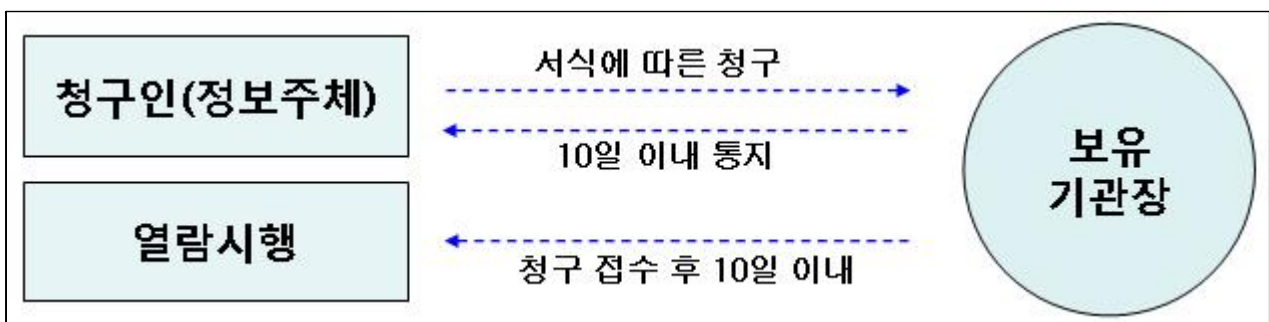 청구인(정보주체)
서식에 따른 청구
10일 이내 통지
보유
기관장
열람시행
청구 접수 후 10일 이내